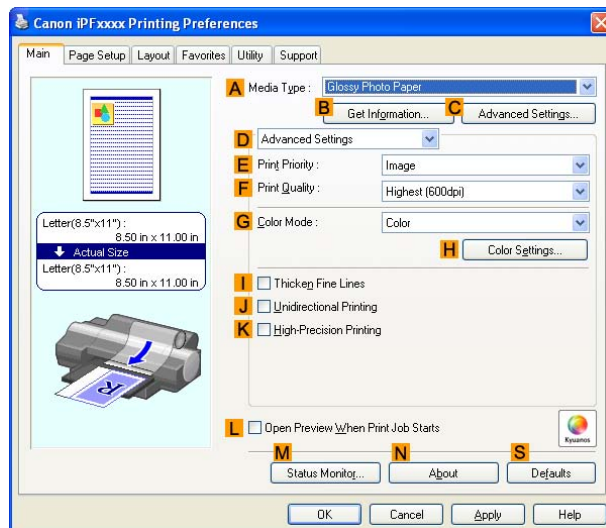 Canon iPFxxxx Printing Preferences
Main Page Setup Layout Favorites Utility Support
A Media Type : Glossy Photo Paper
B C
Get Information... Advanced Settings...
D Advanced Settings
E Print Priority : Image
F Print Quality : Highest (600dpi)
Letter(8.5"x11") :
8.50 in x 11.00 in
Actual Size
Letter(8.5"x11") :
8.50 in x 11.00 in
R
G Color Mode : Color
H Color Settings...
I Thicken Fine Lines
J Unidirectional Printing
K High-Precision Printing
L Open Preview When Print Job Starts
Kyuanos
M N S
Status Monitor... About Defaults
OK Cancel Apply Help